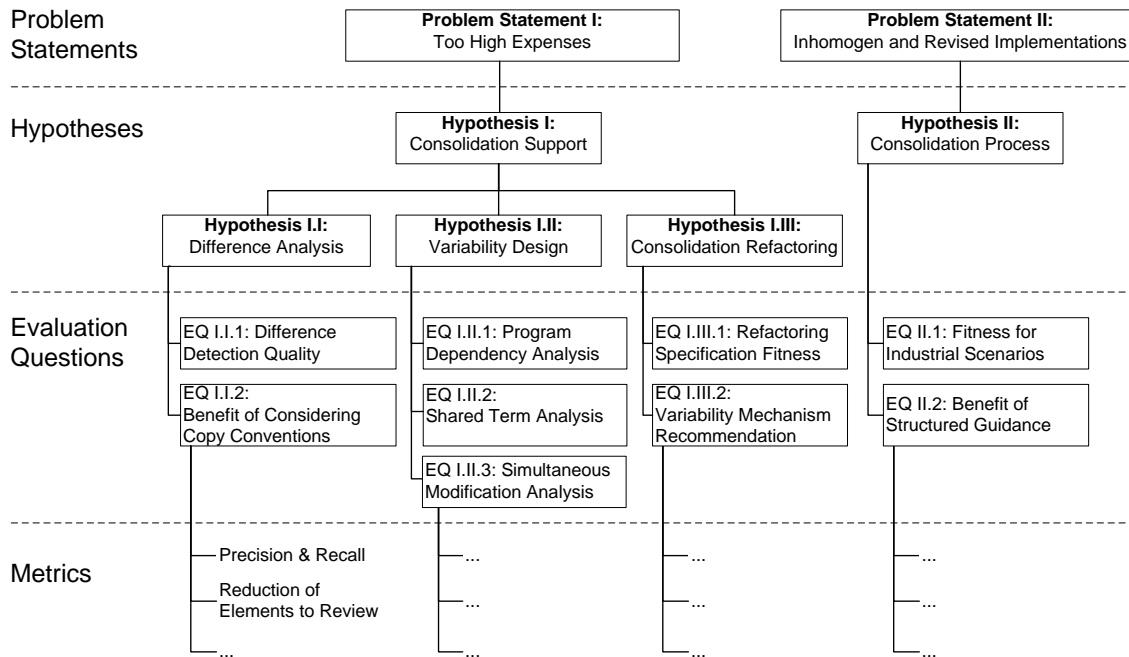 Problem
Statements
Problem Statement I:
Too High Expenses
Problem Statement II:
Inhomogen and Revised Implementations
Hypotheses
Hypothesis I:
Consolidation Support
Hypothesis II:
Consolidation Process
Hypothesis I.I:
Difference Analysis
Hypothesis I.II:
Variability Design
Hypothesis I.III:
Consolidation Refactoring
Evaluation
Questions
EQ I.I.1: Difference
Detection Quality
EQ I.II.1: Program
Dependency Analysis
EQ I.III.1: Refactoring
Specification Fitness
EQ II.1: Fitness for
Industrial Scenarios
EQ I.I.2:
Benefit of Considering
Copy Conventions
EQ I.II.2:
Shared Term Analysis
EQ I.III.2:
Variability Mechanism
Recommendation
EQ II.2: Benefit of
Structured Guidance
EQ I.II.3: Simultaneous
Modification Analysis
Metrics
Precision & Recall
...
...
...
Reduction of
Elements to Review
...
...
...
...
...
...
...